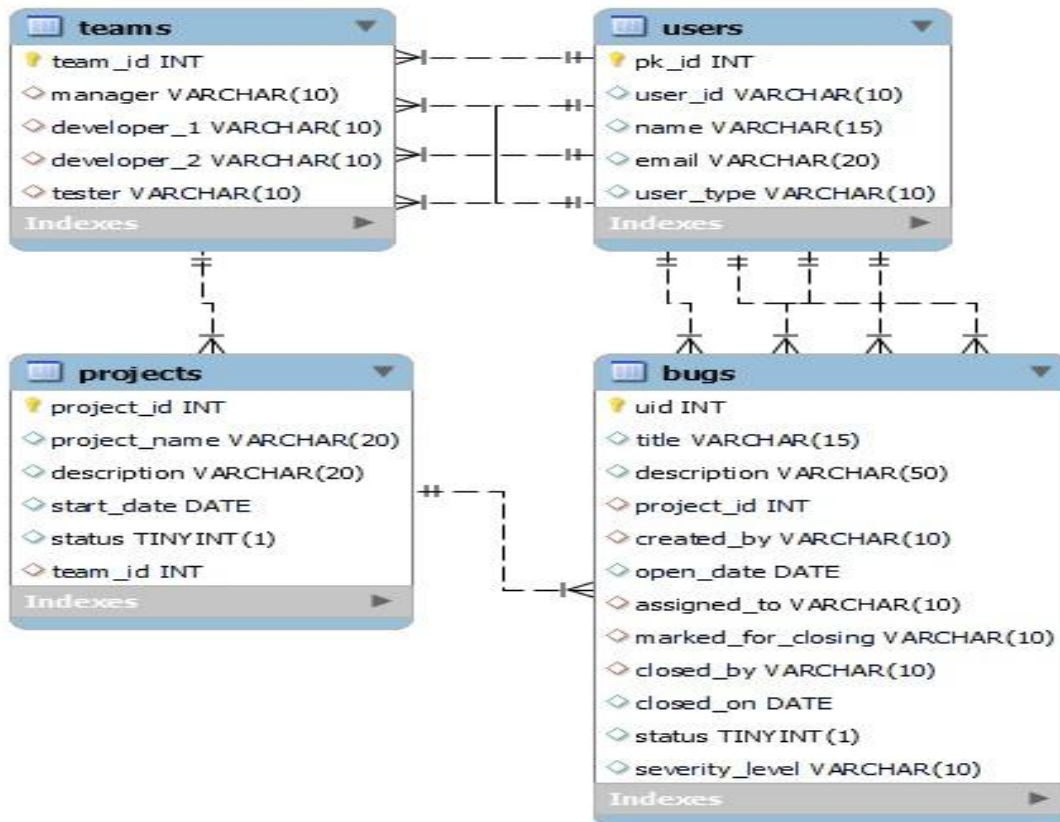 teams
team_id INT
manager VARCHAR(10)
developer_1 VARCHAR(10)
developer_2 VARCHAR(10)
tester VARCHAR(10)
Indexes
users
pk_id INT
user_id VARCHAR(10)
name VARCHAR(15)
email VARCHAR(20)
user_type VARCHAR(10)
Indexes
projects
project_id INT
project_name VARCHAR(20)
description VARCHAR(20)
start_date DATE
status TINYINT(1)
team_id INT
Indexes
bugs
uid INT
title VARCHAR(15)
description VARCHAR(50)
project_id INT
created_by VARCHAR(10)
open_date DATE
assigned_to VARCHAR(10)
marked_for_closing VARCHAR(10)
closed_by VARCHAR(10)
closed_on DATE
status TINYINT(1)
severity_level VARCHAR(10)
Indexes